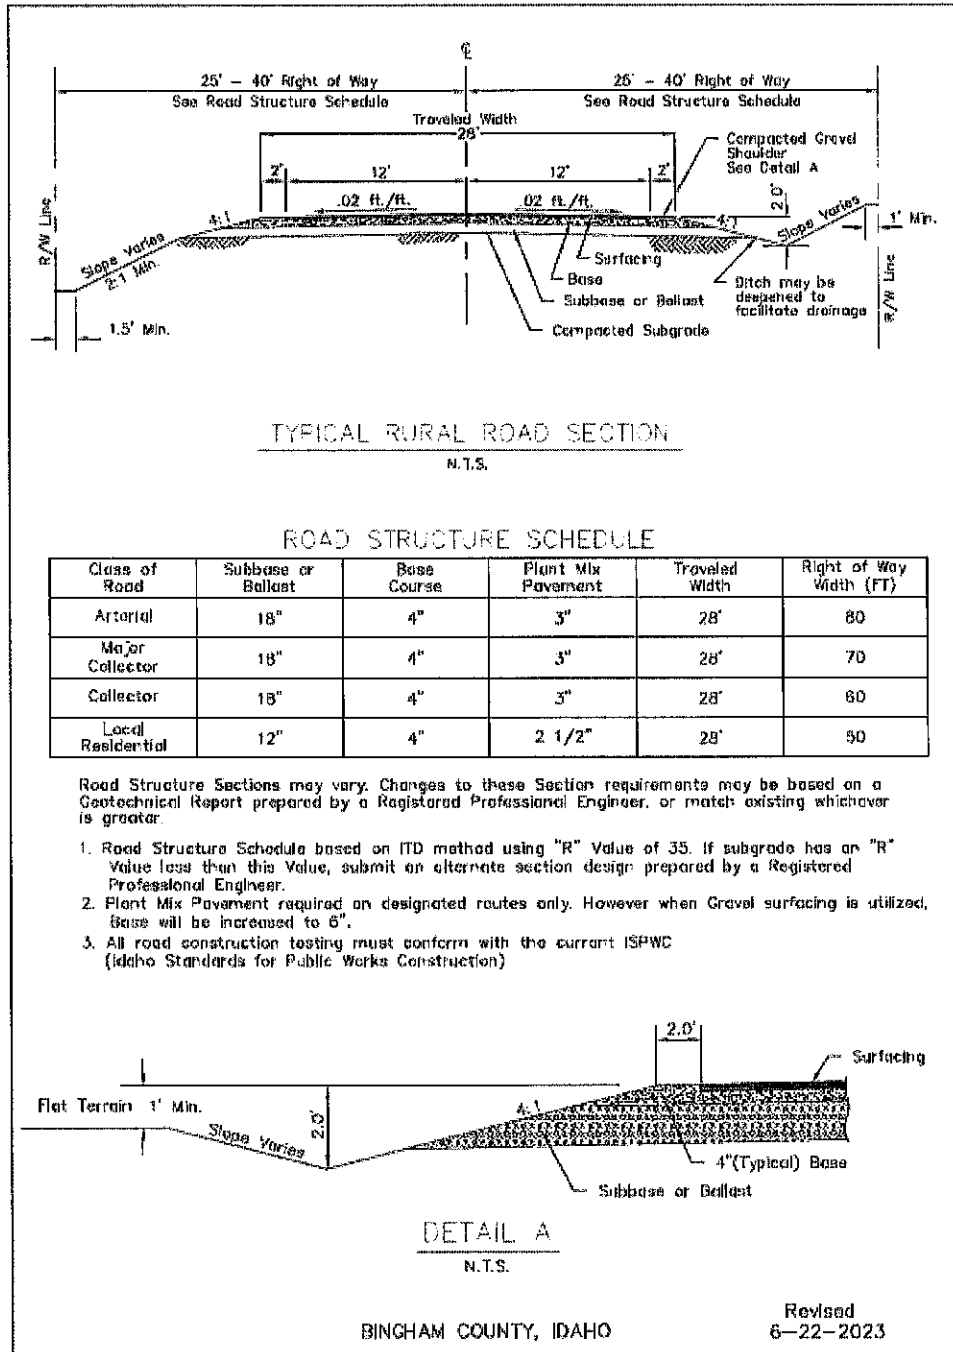 ℄
25' – 40' Right of Way
See Road Structure Schedule
25' – 40' Right of Way
See Road Structure Schedule
Traveled Width
28'
Compacted Gravel
Shoulder
See Detail A
2'
12'
12'
2'
2.0'
.02 ft./ft.
.02 ft./ft.
4:1
4:1
R/W Line
Slope Varies
2:1 Min.
Slope Varies
1' Min.
Surfacing
Base
Subbase or Ballast
Compacted Subgrade
Ditch may be
deepened to
facilitate drainage
R/W Line
1.5' Min.
TYPICAL RURAL ROAD SECTION
N.T.S.
ROAD STRUCTURE SCHEDULE
Class of Road | Subbase or Ballast | Base Course | Plant Mix Pavement | Traveled Width | Right of Way Width (FT)
Arterial | 18" | 4" | 3" | 28' | 80
Major Collector | 18" | 4" | 3" | 28' | 70
Collector | 18" | 4" | 3" | 28' | 60
Local Residential | 12" | 4" | 2 1/2" | 28' | 50
Road Structure Sections may vary. Changes to these Section requirements may be based on a
Geotechnical Report prepared by a Registered Professional Engineer, or match existing whichever
is greater.
1. Road Structure Schedule based on ITD method using "R" Value of 35. If subgrade has an "R"
Value less than this Value, submit an alternate section design prepared by a Registered
Professional Engineer.
2. Plant Mix Pavement required on designated routes only. However when Gravel surfacing is utilized,
Base will be increased to 6".
3. All road construction testing must conform with the current ISPWC
(Idaho Standards for Public Works Construction)
2.0'
Surfacing
Flat Terrain 1' Min.
2.0'
4:1
Slope Varies
4"(Typical) Base
Subbase or Ballast
DETAIL A
N.T.S.
BINGHAM COUNTY, IDAHO
Revised
6–22–2023